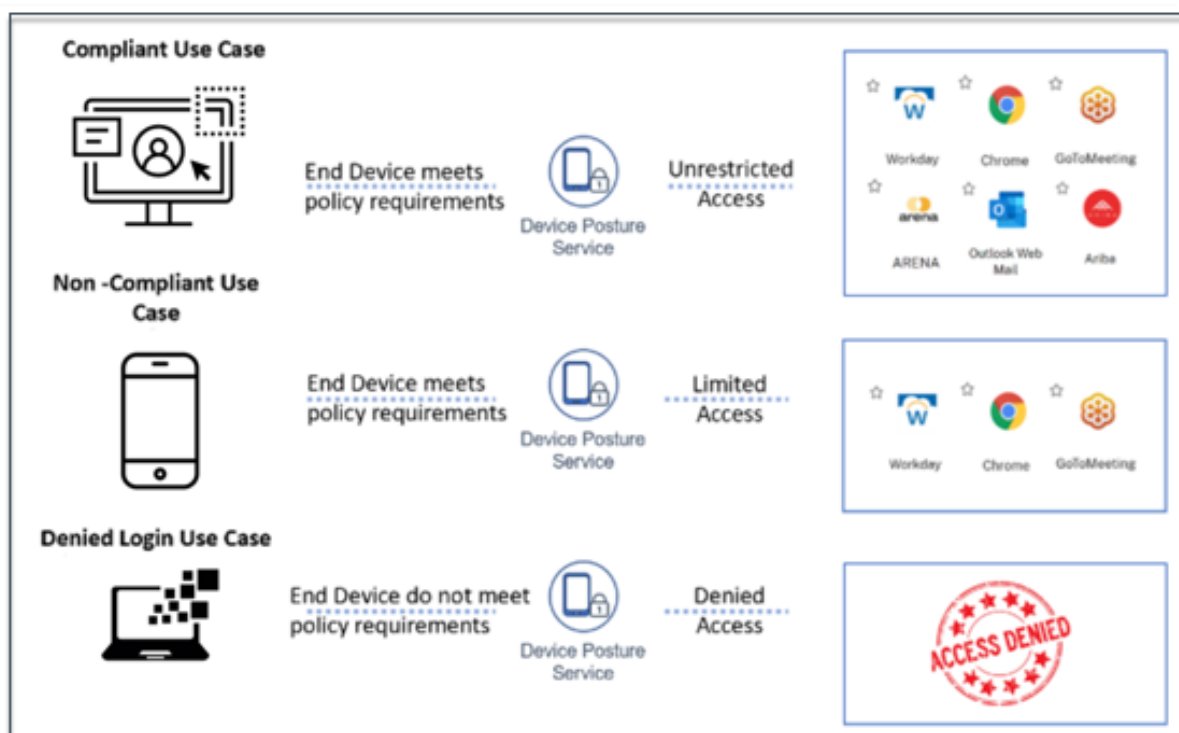 Compliant Use Case
End Device meets
policy requirements
Device Posture
Service
Unrestricted
Access
W
Workday
Chrome
GoToMeeting
arena
ARENA
O
Outlook Web
Mail
ARIBA
Ariba
Non -Compliant Use
Case
End Device meets
policy requirements
Device Posture
Service
Limited
Access
W
Workday
Chrome
GoToMeeting
Denied Login Use Case
End Device do not meet
policy requirements
Device Posture
Service
Denied
Access
ACCESS DENIED